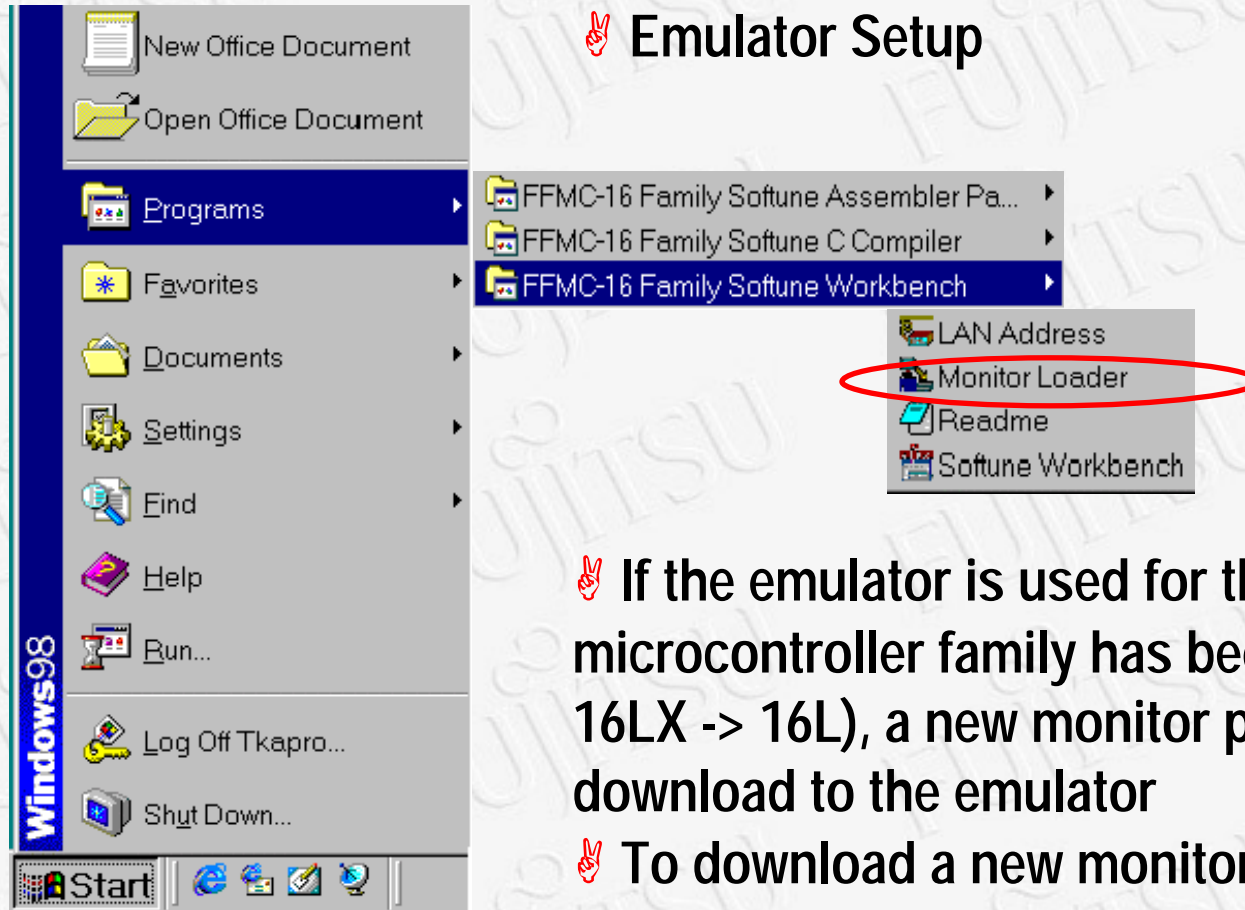 New Office Document
Open Office Document
Programs
Favorites
Documents
Settings
Find
Help
Run...
Log Off Tkapro...
Shut Down...
Windows98
Start
Emulator Setup
FFMC-16 Family Softune Assembler Pa...
FFMC-16 Family Softune C Compiler
FFMC-16 Family Softune Workbench
LAN Address
Monitor Loader
Readme
Softune Workbench
If the emulator is used for th
microcontroller family has be
16LX -> 16L), a new monitor p
download to the emulator
To download a new monitor
FUJITSU